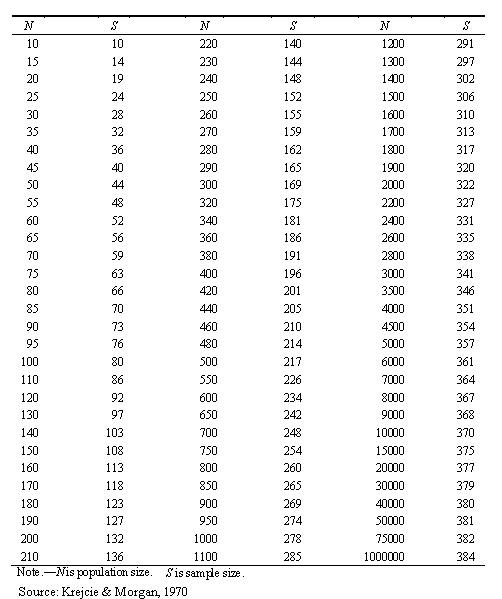 N S N S N S
10 10 220 140 1200 291
15 14 230 144 1300 297
20 19 240 148 1400 302
25 24 250 152 1500 306
30 28 260 155 1600 310
35 32 270 159 1700 313
40 36 280 162 1800 317
45 40 290 165 1900 320
50 44 300 169 2000 322
55 48 320 175 2200 327
60 52 340 181 2400 331
65 56 360 186 2600 335
70 59 380 191 2800 338
75 63 400 196 3000 341
80 66 420 201 3500 346
85 70 440 205 4000 351
90 73 460 210 4500 354
95 76 480 214 5000 357
100 80 500 217 6000 361
110 86 550 226 7000 364
120 92 600 234 8000 367
130 97 650 242 9000 368
140 103 700 248 10000 370
150 108 750 254 15000 375
160 113 800 260 20000 377
170 118 850 265 30000 379
180 123 900 269 40000 380
190 127 950 274 50000 381
200 132 1000 278 75000 382
210 136 1100 285 1000000 384
Note.—N is population size. S is sample size.
Source: Krejcie & Morgan, 1970